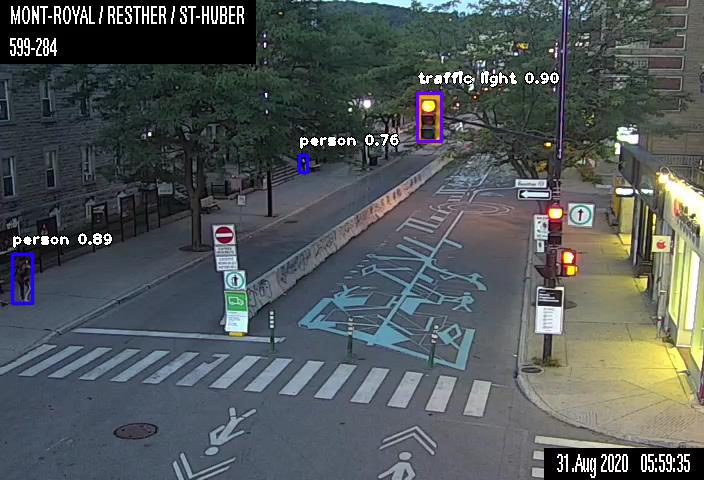 MONT-ROYAL / RESTHER / ST-HUBER
599-284
traffic light 0.90
person 0.76
person 0.89
31.Aug 2020 05:59:35